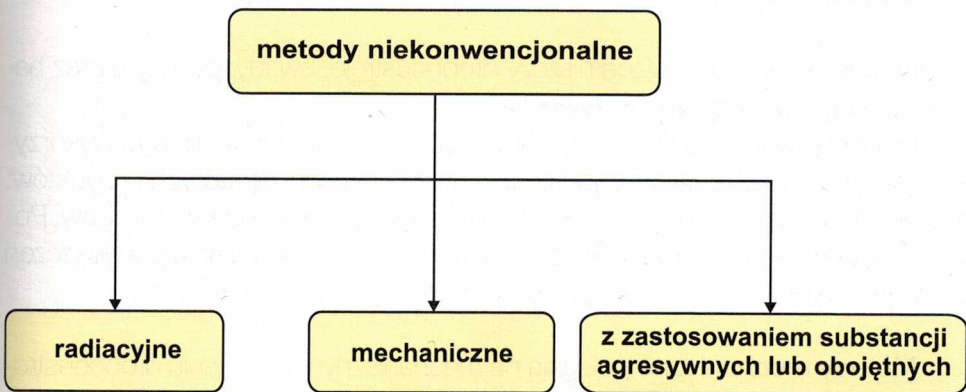 metody niekonwencjonalne
radiacyjne
mechaniczne
z zastosowaniem substancji
agresywnych lub obojętnych